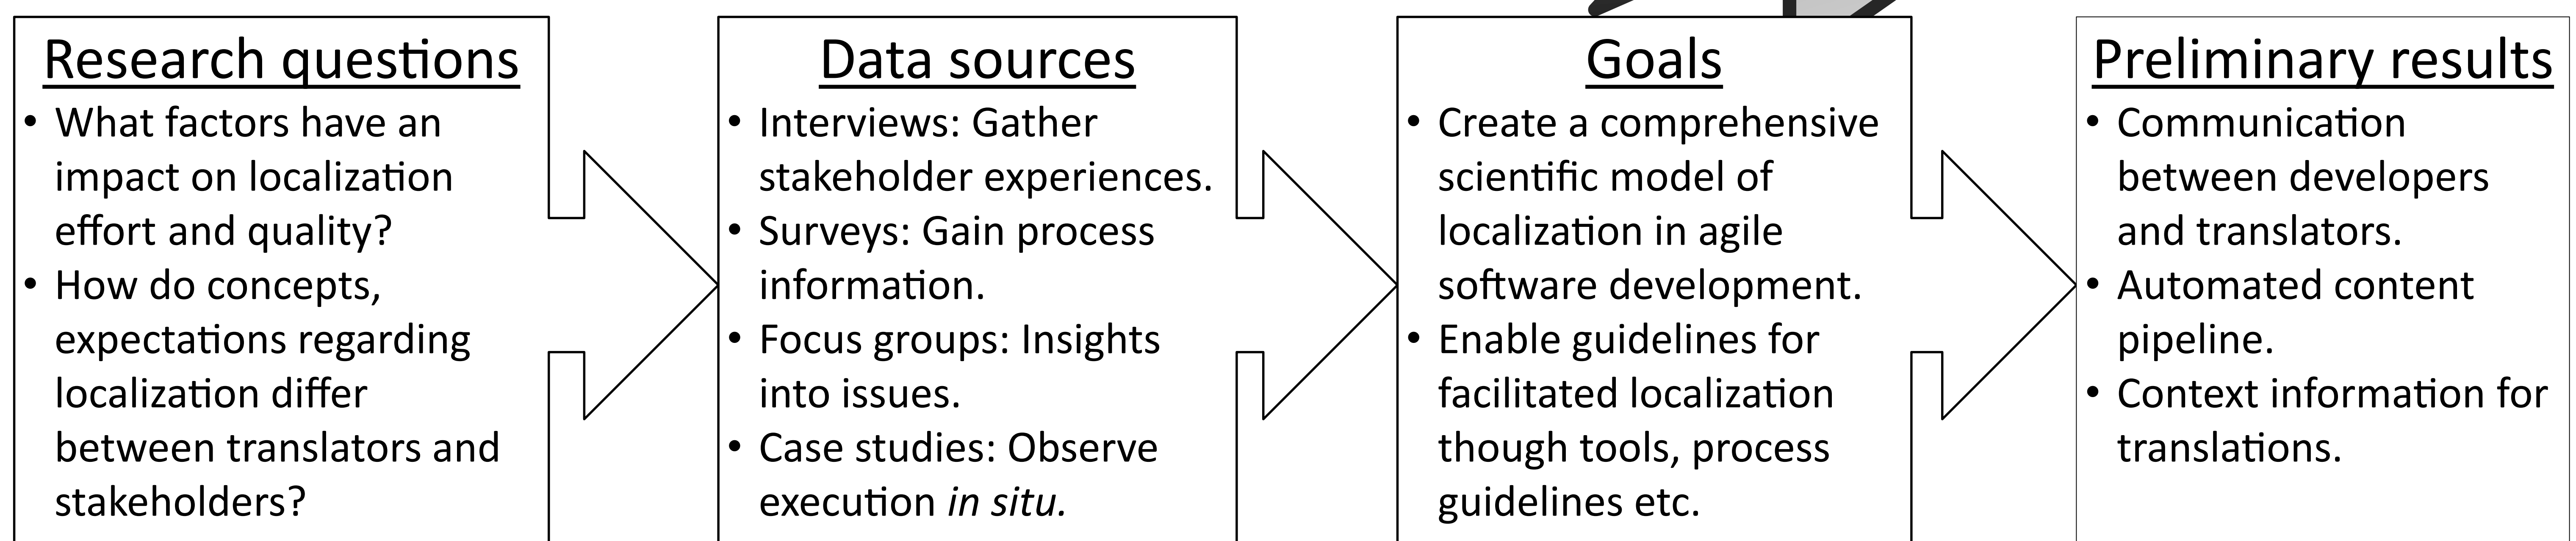 Research questions
• What factors have an
impact on localization
effort and quality?
• How do concepts,
expectations regarding
localization differ
between translators and
stakeholders?
Data sources
• Interviews: Gather
stakeholder experiences.
• Surveys: Gain process
information.
• Focus groups: Insights
into issues.
• Case studies: Observe
execution in situ.
Goals
• Create a comprehensive
scientific model of
localization in agile
software development.
• Enable guidelines for
facilitated localization
though tools, process
guidelines etc.
Preliminary results
• Communication
between developers
and translators.
• Automated content
pipeline.
• Context information for
translations.